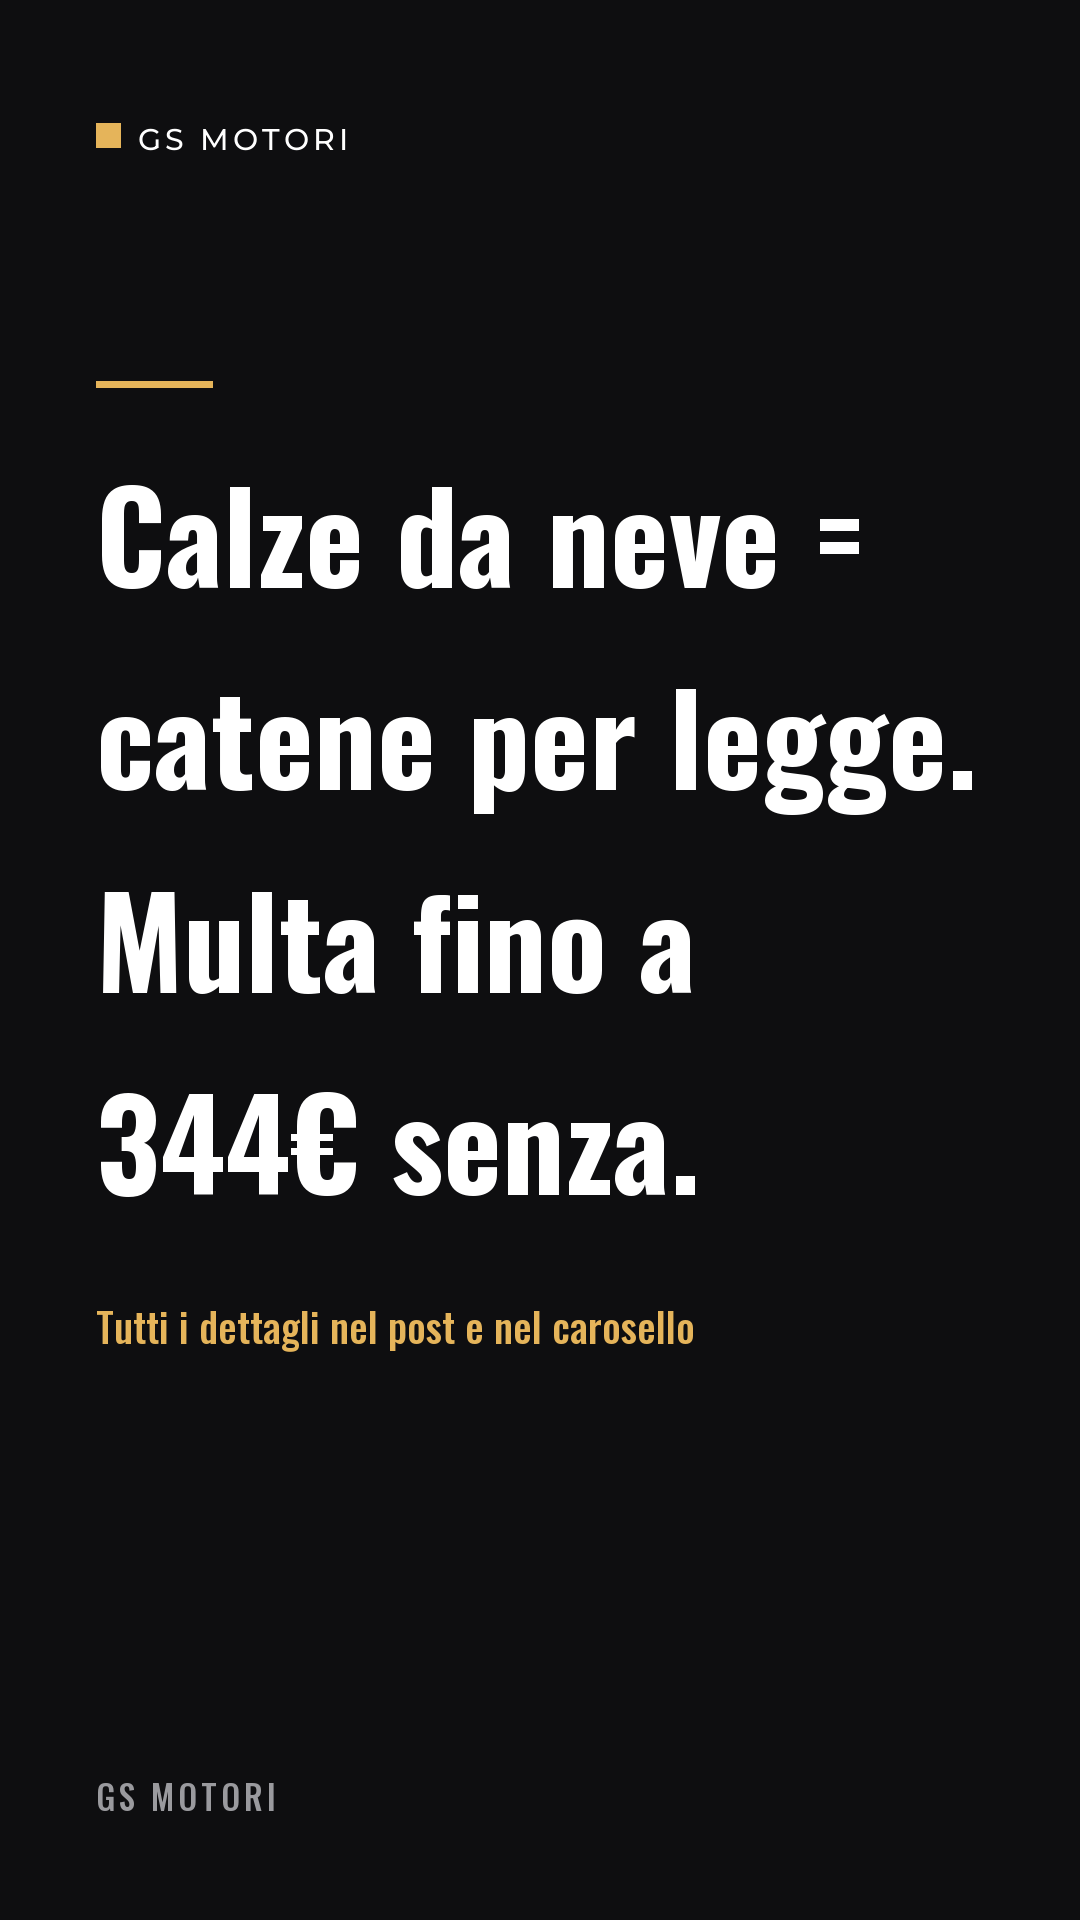 GS MOTORI
Calze da neve =
catene per legge.
Multa fino a
344€ senza.
Tutti i dettagli nel post e nel carosello
GS MOTORI